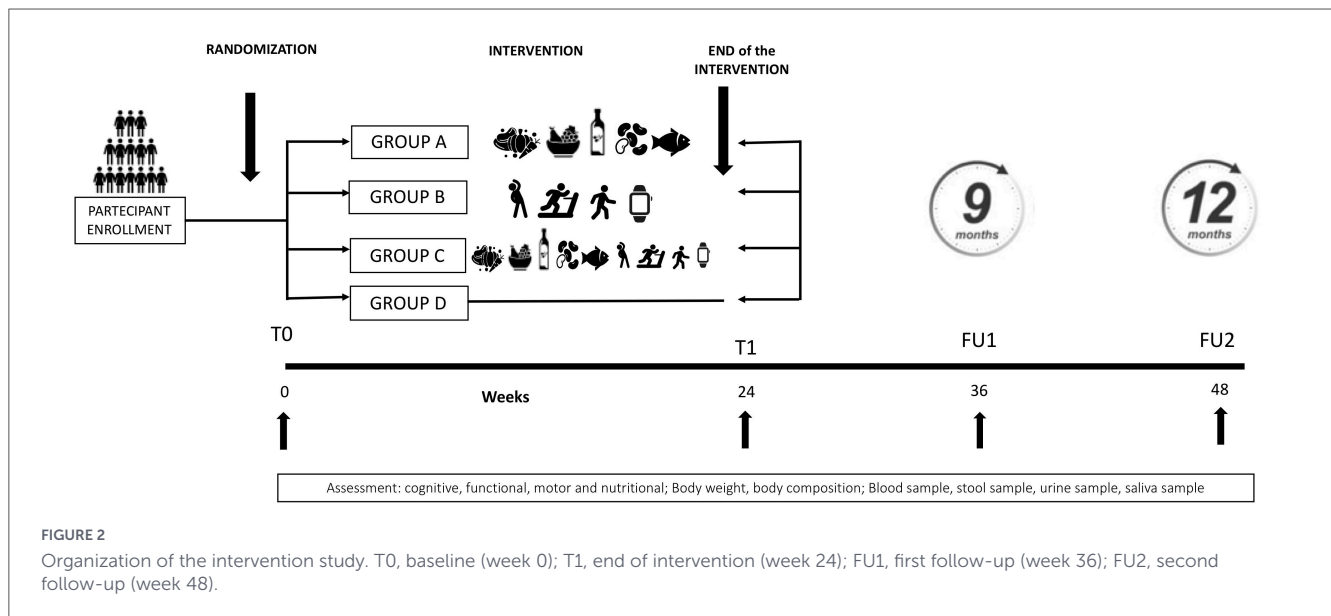 RANDOMIZATION
INTERVENTION
END of the
INTERVENTION
PARTECIPANT
ENROLLMENT
GROUP A
GROUP B
GROUP C
GROUP D
9
months
12
months
T0
T1
FU1
FU2
0
Weeks
24
36
48
Assessment: cognitive, functional, motor and nutritional; Body weight, body composition; Blood sample, stool sample, urine sample, saliva sample
FIGURE 2
Organization of the intervention study. T0, baseline (week 0); T1, end of intervention (week 24); FU1, first follow-up (week 36); FU2, second
follow-up (week 48).